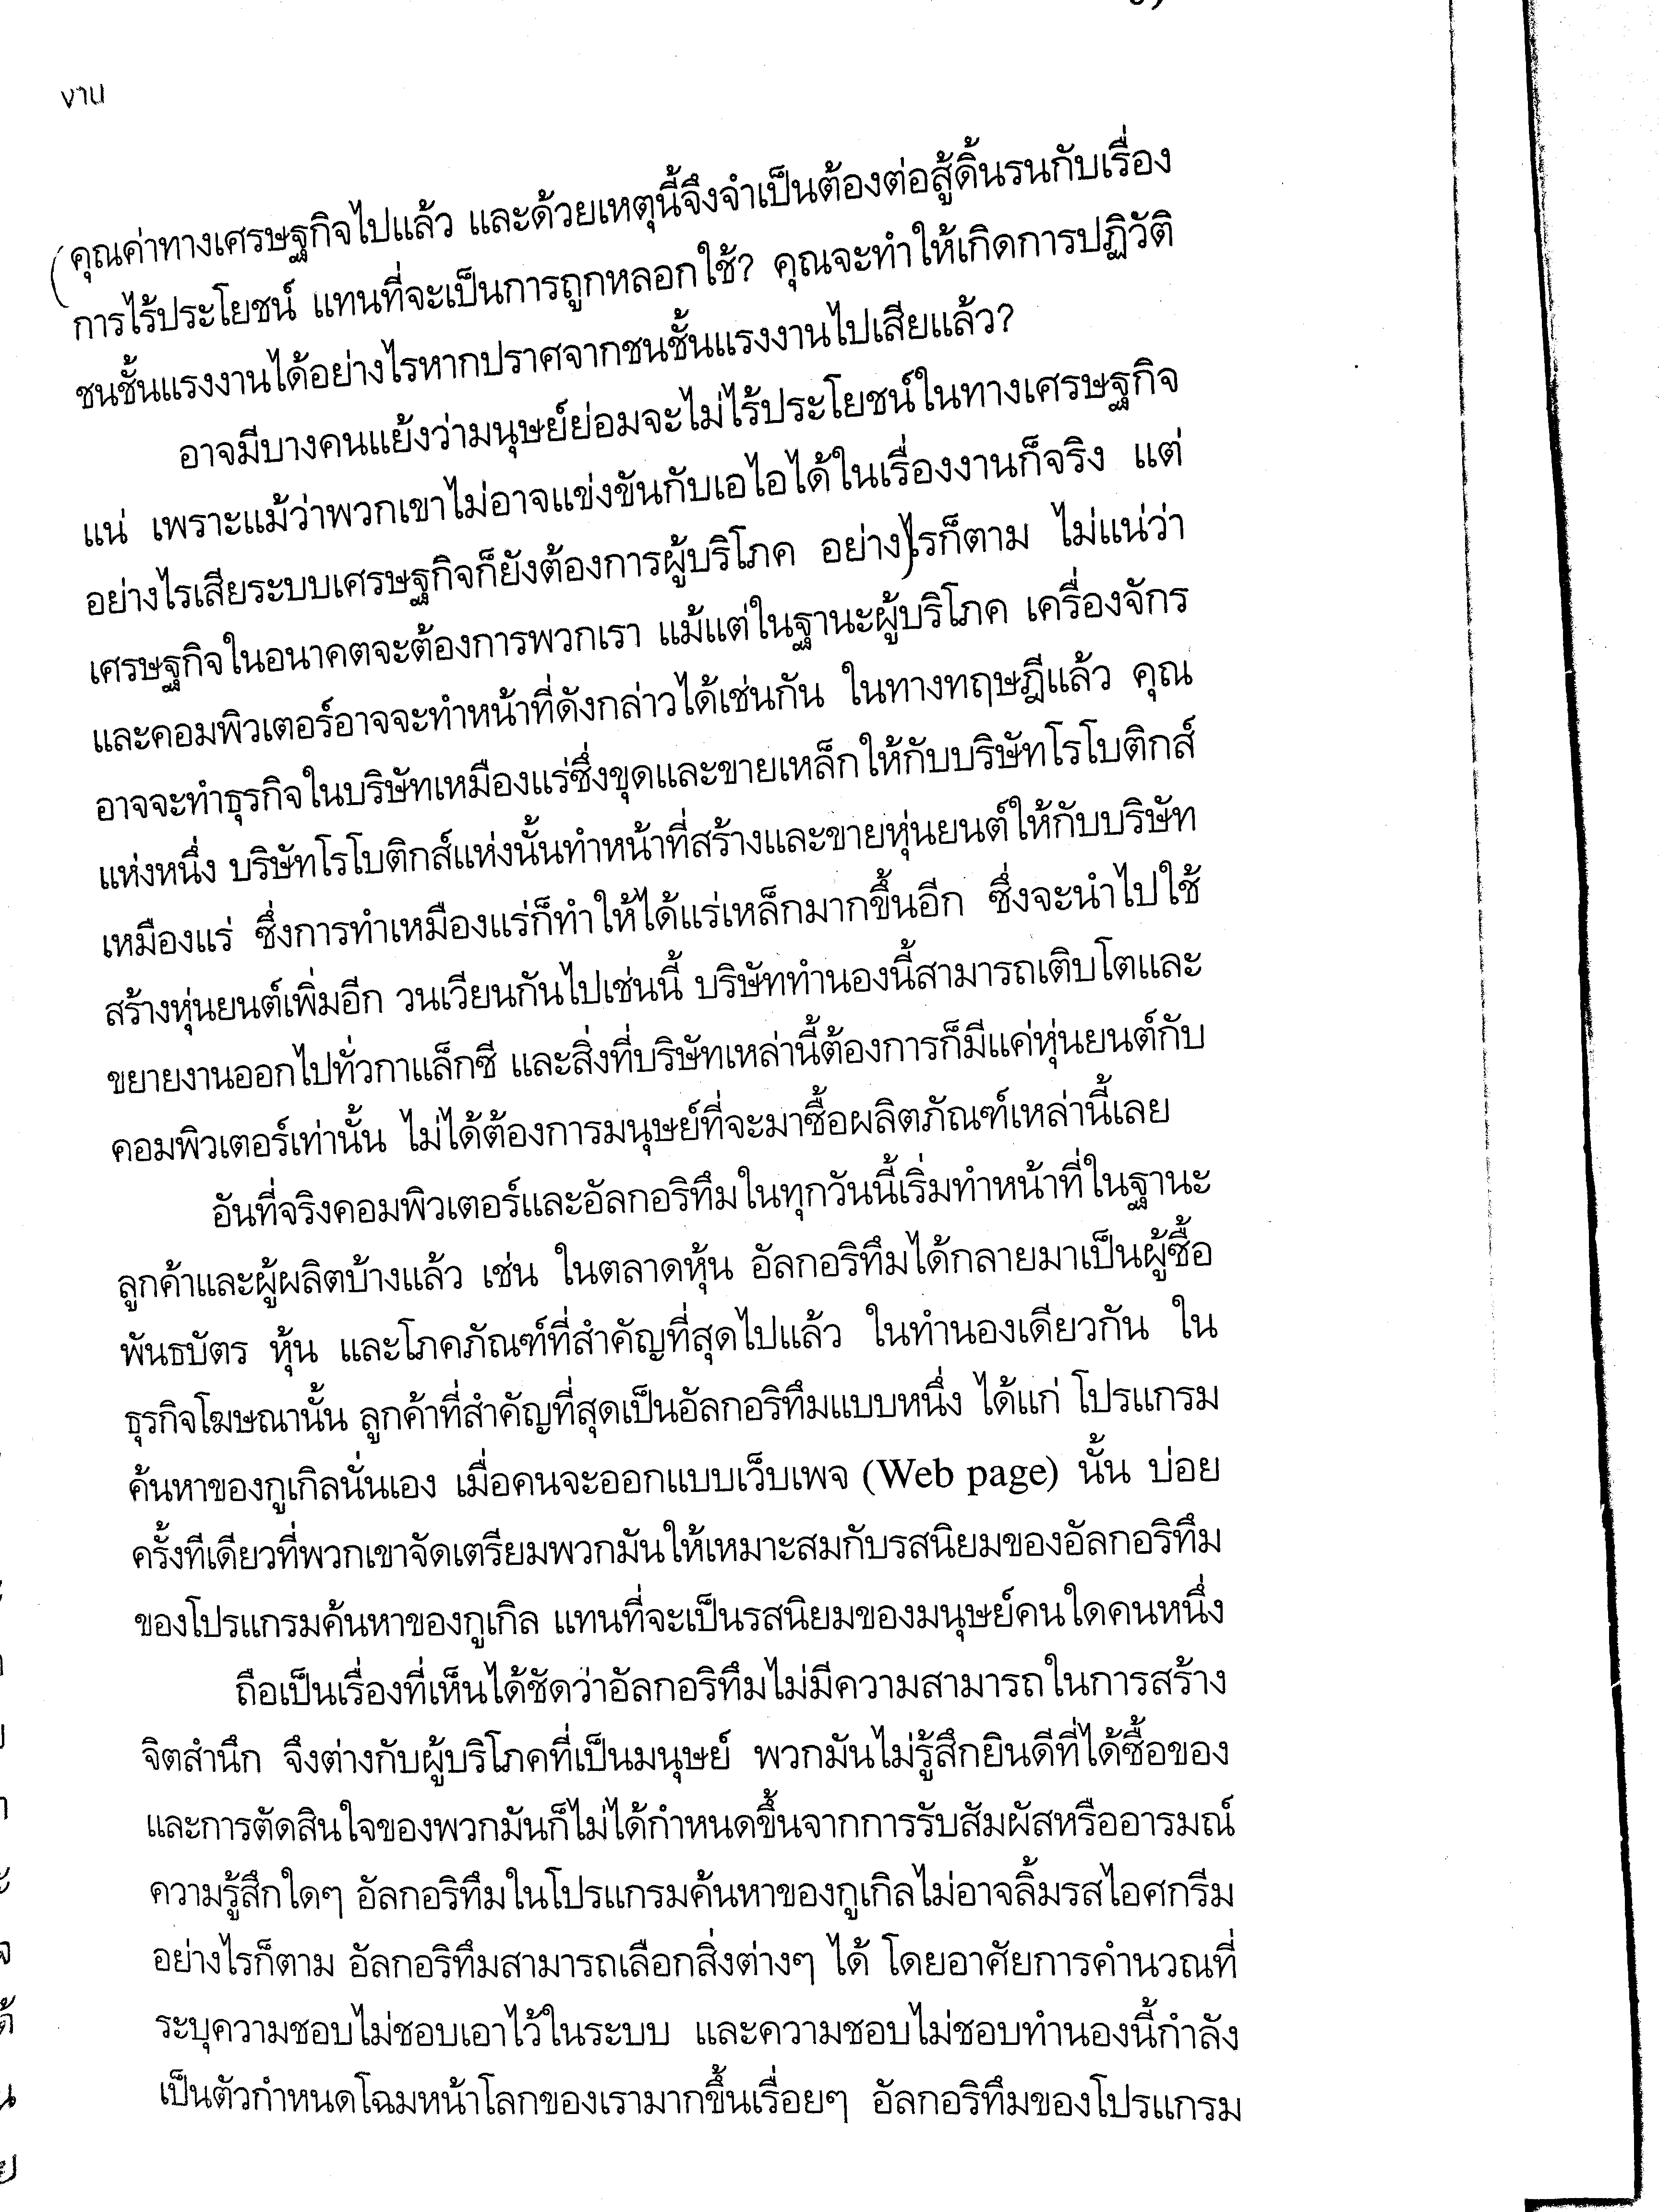 งาน
คุณค่าทางเศรษฐกิจไปแล้ว และด้วยเหตุนี้จึงจำเป็นต้องต่อสู้ดิ้นรนกับเรื่อง
การไร้ประโยชน์ แทนที่จะเป็นการถูกหลอกใช้? คุณจะทำให้เกิดการปฏิวัติ
ชนชั้นแรงงานได้อย่างไรหากปราศจากชนชั้นแรงงานไปเสียแล้ว?
อาจมีบางคนแย้งว่ามนุษย์ย่อมจะไม่ไร้ประโยชน์ในทางเศรษฐกิจ
แน่ เพราะแม้ว่าพวกเขาไม่อาจแข่งขันกับเอไอได้ในเรื่องงานก็จริง แต่
อย่างไรเสียระบบเศรษฐกิจก็ยังต้องการผู้บริโภค อย่างไรก็ตาม ไม่แน่ว่า
เศรษฐกิจในอนาคตจะต้องการพวกเรา แม้แต่ในฐานะผู้บริโภค เครื่องจักร
และคอมพิวเตอร์อาจจะทำหน้าที่ดังกล่าวได้เช่นกัน ในทางทฤษฎีแล้ว คุณ
อาจจะทำธุรกิจในบริษัทเหมืองแร่ซึ่งขุดและขายเหล็กให้กับบริษัทโรโบติกส์
แห่งหนึ่ง บริษัทโรโบติกส์แห่งนั้นทำหน้าที่สร้างและขายหุ่นยนต์ให้กับบริษัท
เหมืองแร่ ซึ่งการทำเหมืองแร่ก็ทำให้ได้แร่เหล็กมากขึ้นอีก ซึ่งจะนำไปใช้
สร้างหุ่นยนต์เพิ่มอีก วนเวียนกันไปเช่นนี้ บริษัททำนองนี้สามารถเติบโตและ
ขยายงานออกไปทั่วกาแล็กซี และสิ่งที่บริษัทเหล่านี้ต้องการก็มีแค่หุ่นยนต์กับ
คอมพิวเตอร์เท่านั้น ไม่ได้ต้องการมนุษย์ที่จะมาซื้อผลิตภัณฑ์เหล่านี้เลย
อันที่จริงคอมพิวเตอร์และอัลกอริทึมในทุกวันนี้เริ่มทำหน้าที่ในฐานะ
ลูกค้าและผู้ผลิตบ้างแล้ว เช่น ในตลาดหุ้น อัลกอริทึมได้กลายมาเป็นผู้ซื้อ
พันธบัตร หุ้น และโภคภัณฑ์ที่สำคัญที่สุดไปแล้ว ในทำนองเดียวกัน ใน
ธุรกิจโฆษณานั้น ลูกค้าที่สำคัญที่สุดเป็นอัลกอริทึมแบบหนึ่ง ได้แก่ โปรแกรม
ค้นหาของกูเกิลนั่นเอง เมื่อคนจะออกแบบเว็บเพจ (Web page) นั้น บ่อย
ครั้งทีเดียวที่พวกเขาจัดเตรียมพวกมันให้เหมาะสมกับรสนิยมของอัลกอริทึม
ของโปรแกรมค้นหาของกูเกิล แทนที่จะเป็นรสนิยมของมนุษย์คนใดคนหนึ่ง
ถือเป็นเรื่องที่เห็นได้ชัดว่าอัลกอริทึมไม่มีความสามารถในการสร้าง
จิตสำนึก จึงต่างกับผู้บริโภคที่เป็นมนุษย์ พวกมันไม่รู้สึกยินดีที่ได้ซื้อของ
และการตัดสินใจของพวกมันก็ไม่ได้กำหนดขึ้นจากการรับสัมผัสหรืออารมณ์
ความรู้สึกใดๆ อัลกอริทึมในโปรแกรมค้นหาของกูเกิลไม่อาจลิ้มรสไอศกรีม
อย่างไรก็ตาม อัลกอริทึมสามารถเลือกสิ่งต่างๆ ได้ โดยอาศัยการคำนวณที่
ระบุความชอบไม่ชอบเอาไว้ในระบบ และความชอบไม่ชอบทำนองนี้กำลัง
เป็นตัวกำหนดโฉมหน้าโลกของเรามากขึ้นเรื่อยๆ อัลกอริทึมของโปรแกรม